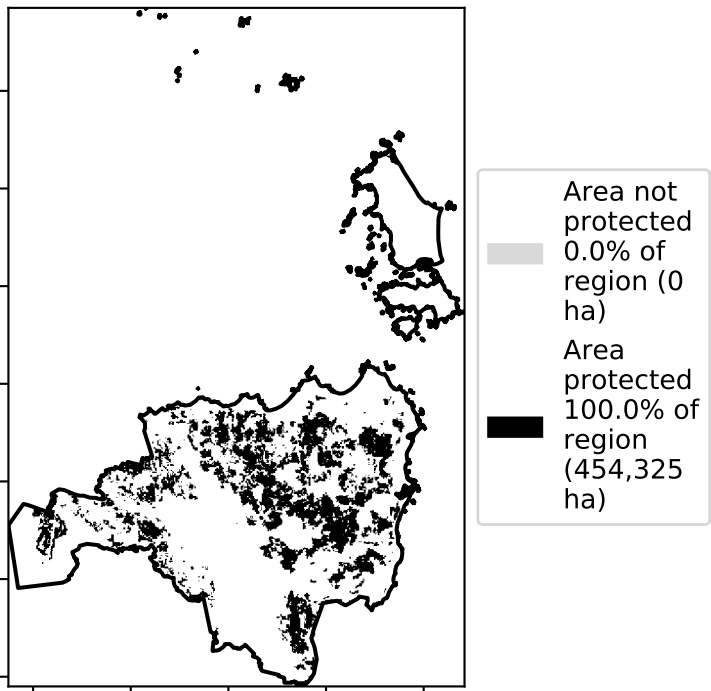 Area not
protected
0.0% of
region (0
ha)
Area
protected
100.0% of
region
(454,325
ha)